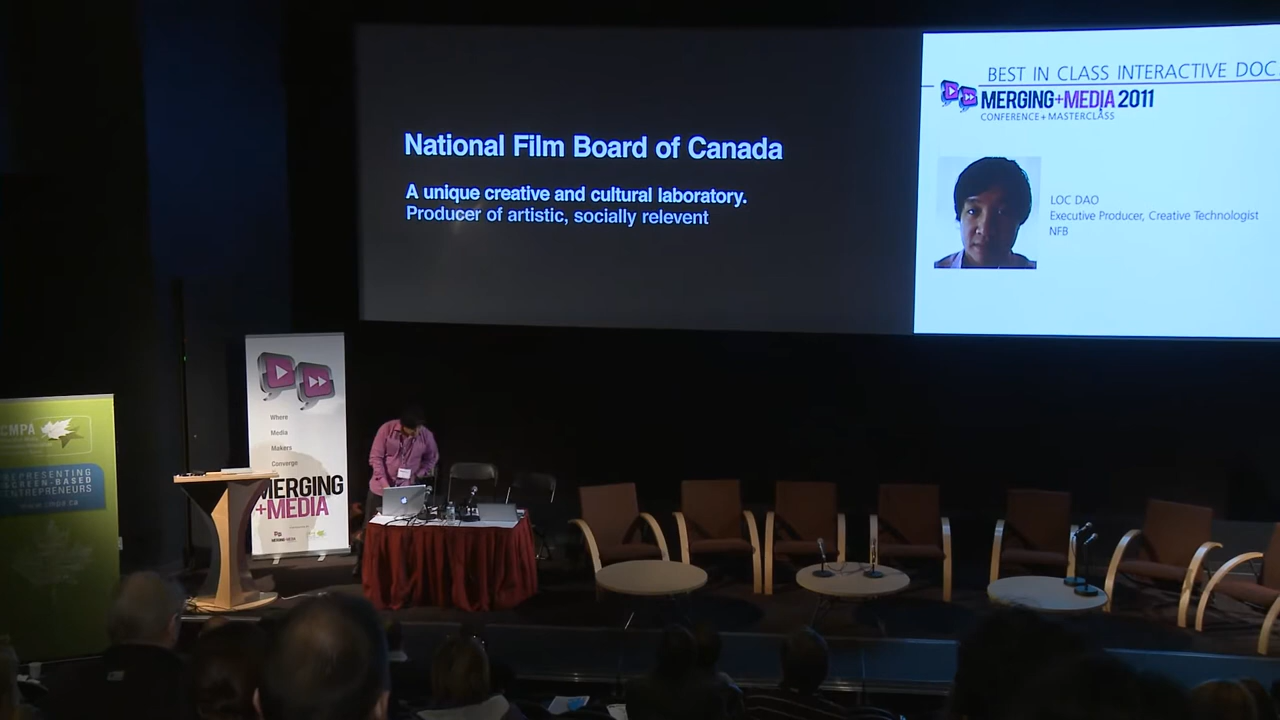 National Film Board of Canada
A unique creative and cultural laboratory.
Producer of artistic, socially relevent
BEST IN CLASS INTERACTIVE DOC
MERGING+MEDIA 2011
CONFERENCE + MASTERCLASS
LOC DAO
Executive Producer, Creative Technologist
NFB
Where
Media
Makers
Converge
MERGING
+MEDIA
CMPA
REPRESENTING
SCREEN-BASED
ENTREPRENEURS